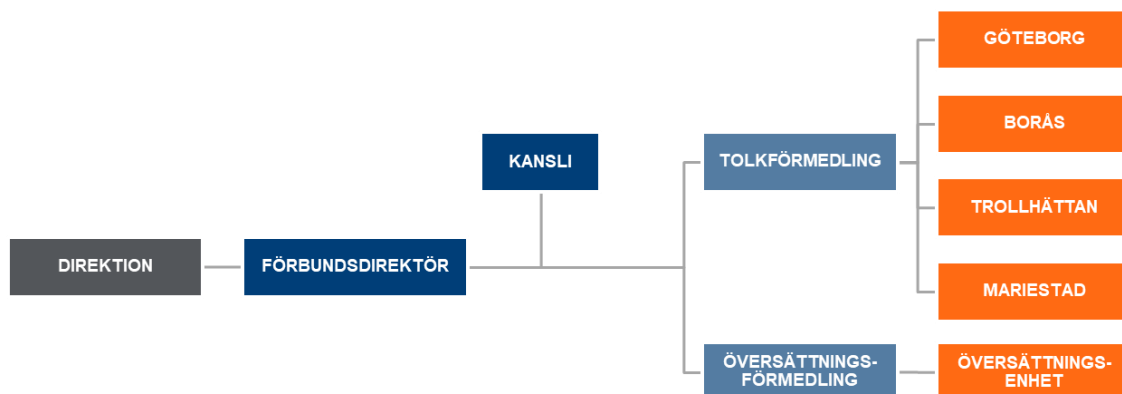 DIREKTION
FÖRBUNDSDIREKTÖR
KANSLI
TOLKFÖRMEDLING
GÖTEBORG
BORÅS
TROLLHÄTTAN
MARIESTAD
ÖVERSÄTTNINGS-
FÖRMEDLING
ÖVERSÄTTNINGS-
ENHET